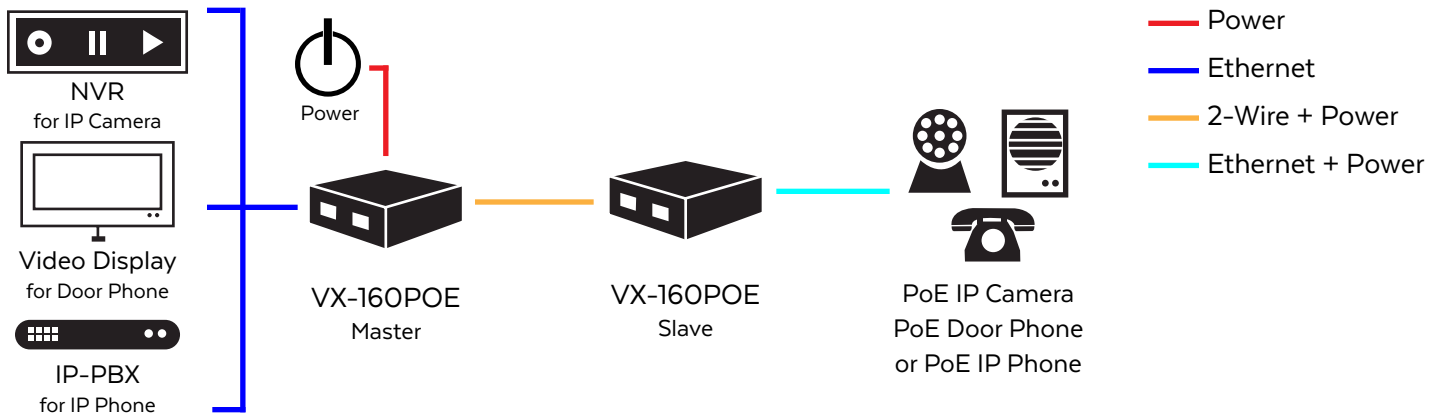 NVR
for IP Camera
Video Display
for Door Phone
IP-PBX
for IP Phone
Power
VX-160POE
Master
VX-160POE
Slave
PoE IP Camera
PoE Door Phone
or PoE IP Phone
Power
Ethernet
2-Wire + Power
Ethernet + Power